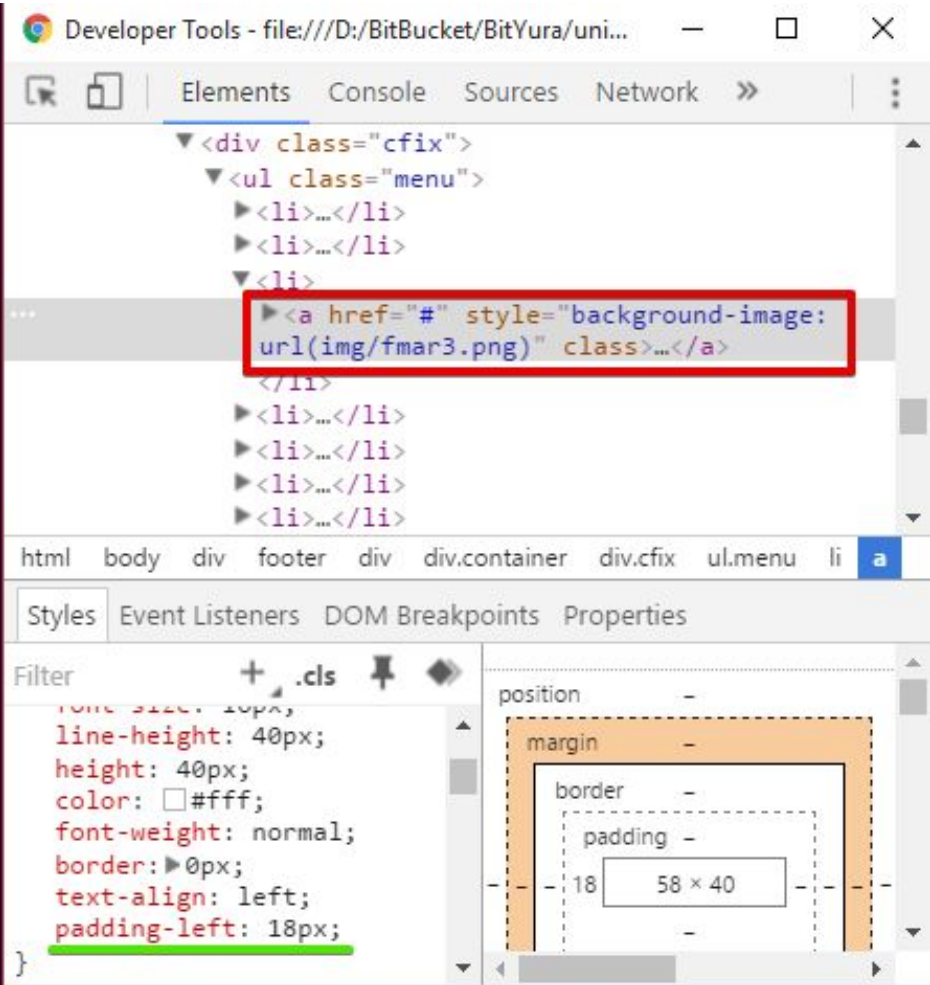 Developer Tools - file:///D:/BitBucket/BitYura/uni...
Elements Console Sources Network »
▼<div class="cfix">
▼<ul class="menu">
▶<li>…</li>
▶<li>…</li>
▼<li>
▶<a href="#" style="background-image:
url(img/fmar3.png)" class>…</a>
</li>
▶<li>…</li>
▶<li>…</li>
▶<li>…</li>
▶<li>…</li>
html body div footer div div.container div.cfix ul.menu li a
Styles Event Listeners DOM Breakpoints Properties
Filter + .cls
font-size: 16px;
line-height: 40px;
height: 40px;
color: #fff;
font-weight: normal;
border:▶0px;
text-align: left;
padding-left: 18px;
}
position -
margin -
border -
padding -
- - - 18 58 × 40 - - - -
-